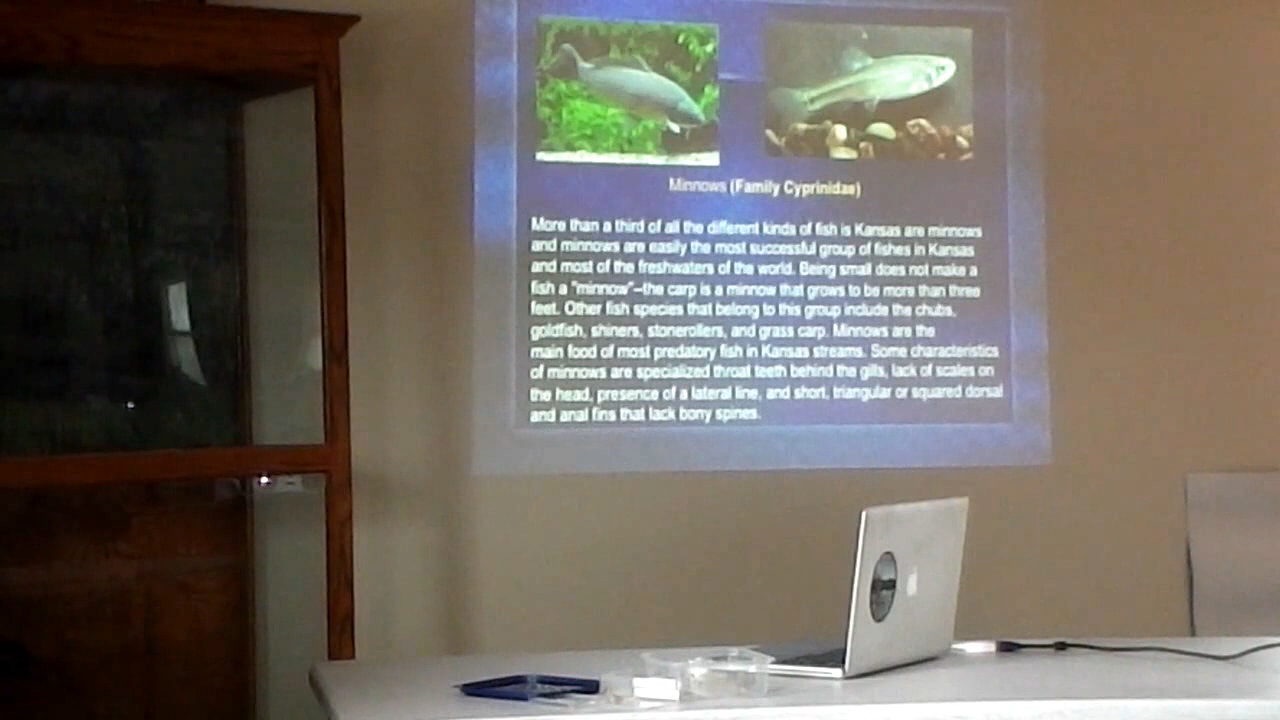 Minnows (Family Cyprinidae)
More than a third of all the different kinds of fish is Kansas are minnows
and minnows are easily the most successful group of fishes in Kansas
and most of the freshwaters of the world. Being small does not make a
fish a "minnow"–the carp is a minnow that grows to be more than three
feet. Other fish species that belong to this group include the chubs,
goldfish, shiners, stonerollers, and grass carp. Minnows are the
main food of most predatory fish in Kansas streams. Some characteristics
of minnows are specialized throat teeth behind the gills, lack of scales on
the head, presence of a lateral line, and short, triangular or squared dorsal
and anal fins that lack bony spines.